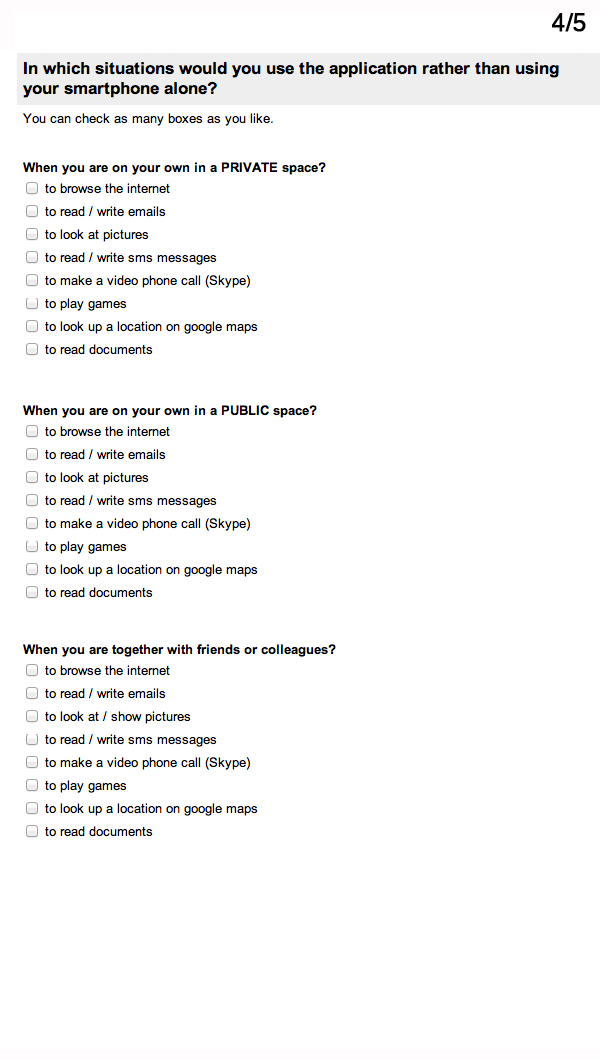 4/5
In which situations would you use the application rather than using
your smartphone alone?
You can check as many boxes as you like.
When you are on your own in a PRIVATE space?
to browse the internet
to read / write emails
to look at pictures
to read / write sms messages
to make a video phone call (Skype)
to play games
to look up a location on google maps
to read documents
When you are on your own in a PUBLIC space?
to browse the internet
to read / write emails
to look at pictures
to read / write sms messages
to make a video phone call (Skype)
to play games
to look up a location on google maps
to read documents
When you are together with friends or colleagues?
to browse the internet
to read / write emails
to look at / show pictures
to read / write sms messages
to make a video phone call (Skype)
to play games
to look up a location on google maps
to read documents